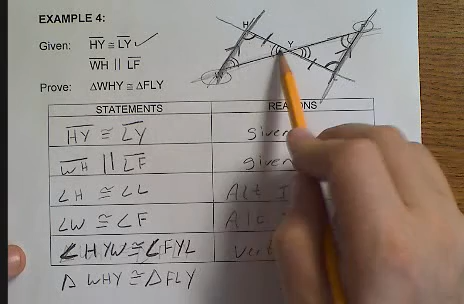 EXAMPLE 4:
H
Y
Given: HY ≅ LY ✓
WH || LF
Prove: ΔWHY ≅ ΔFLY
STATEMENTS REASONS
HY ≅ LY given
WH || LF given
∠H ≅ ∠L Alt I
∠W ≅ ∠F Alt
∠HYW ≅ ∠FYL vert
Δ WHY ≅ Δ FLY